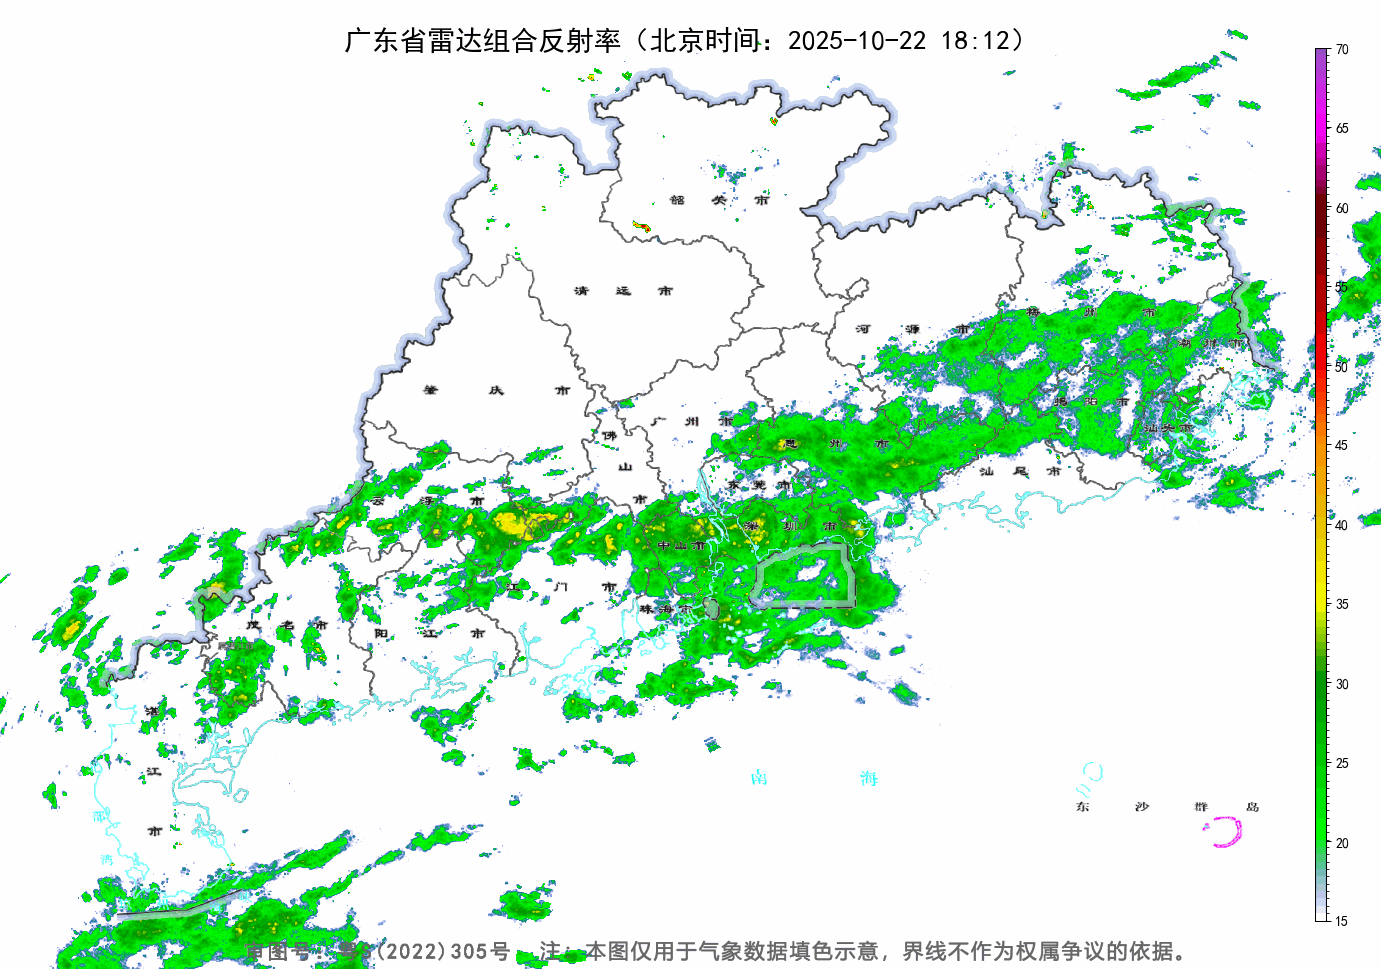 广东省雷达组合反射率（北京时间：2025-10-22 18:12）
70
65
60
55
50
45
40
35
30
25
20
15
韶关市
清远市
河源市
梅州市
潮州市
肇庆市
广州市
佛山市
惠州市
揭阳市
汕头市
汕尾市
东莞市
云浮市
深圳市
中山市
江门市
珠海市
茂名市
阳江市
湛江市
南海
东沙群岛
审图号：粤S(2022)305号 注：本图仅用于气象数据填色示意，界线不作为权属争议的依据。